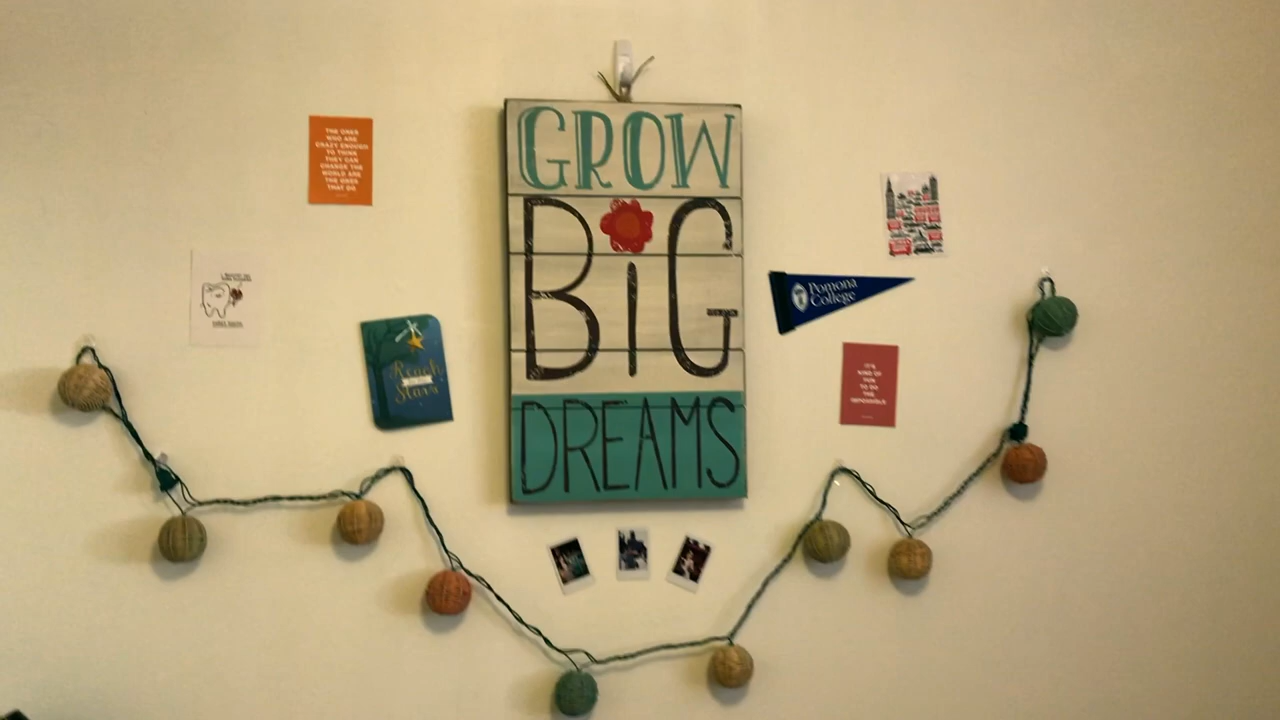 GROW
BiG
DREAMS
THE ONES
WHO ARE
CRAZY ENOUGH
TO THINK
THEY CAN
CHANGE THE
WORLD ARE
THE ONES
THAT DO
Reach
Stars
Pomona
College
IT'S
KIND OF
FUN
TO DO
THE
IMPOSSIBLE